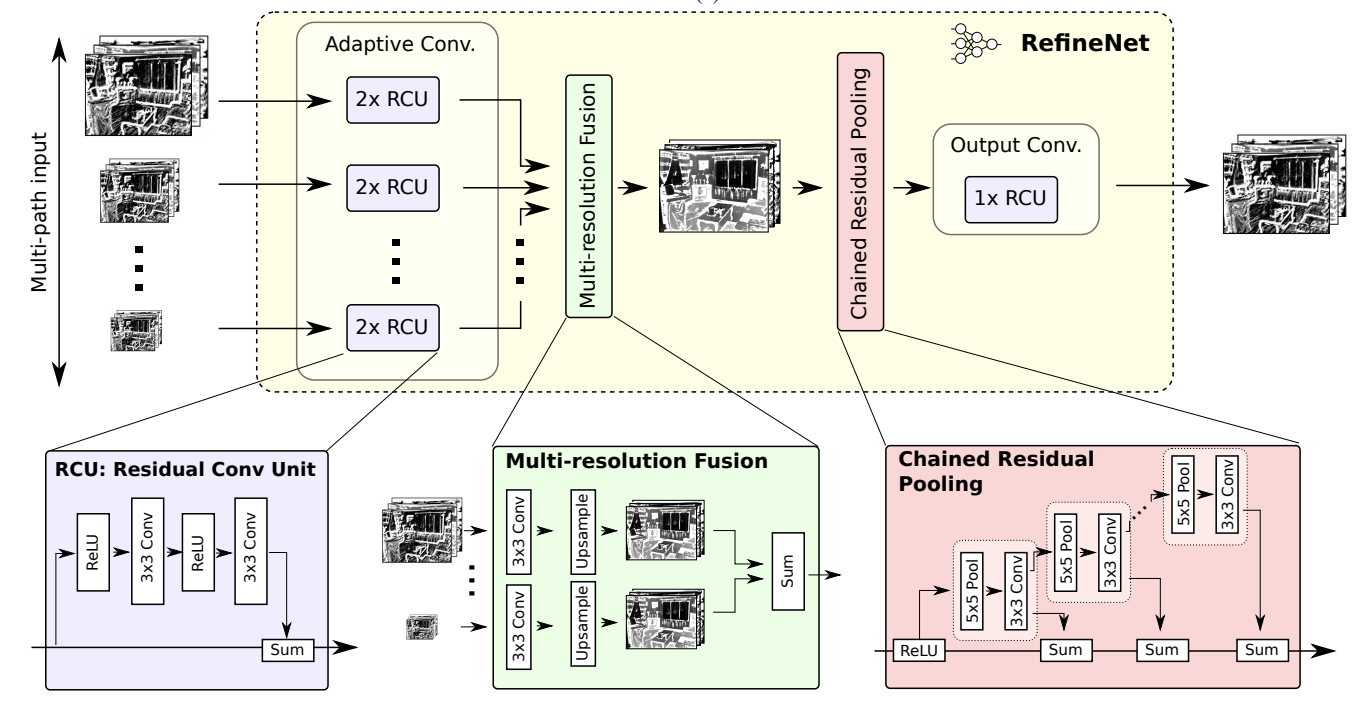 Adaptive Conv.
RefineNet
Multi-path input
2x RCU
2x RCU
2x RCU
Multi-resolution Fusion
Chained Residual Pooling
Output Conv.
1x RCU
RCU: Residual Conv Unit
ReLU
3x3 Conv
ReLU
3x3 Conv
Sum
Multi-resolution Fusion
3x3 Conv
Upsample
3x3 Conv
Upsample
Sum
Chained Residual
Pooling
5x5 Pool
3x3 Conv
5x5 Pool
3x3 Conv
5x5 Pool
3x3 Conv
ReLU
Sum
Sum
Sum